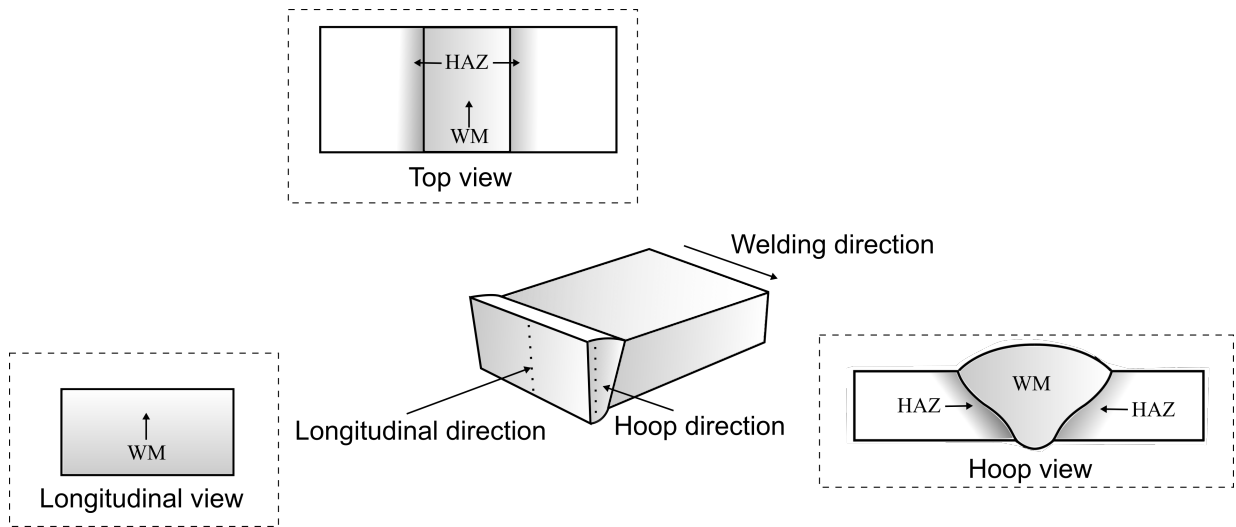 HAZ
WM
Top view
Welding direction
Longitudinal direction
Hoop direction
WM
Longitudinal view
WM
HAZ
HAZ
Hoop view